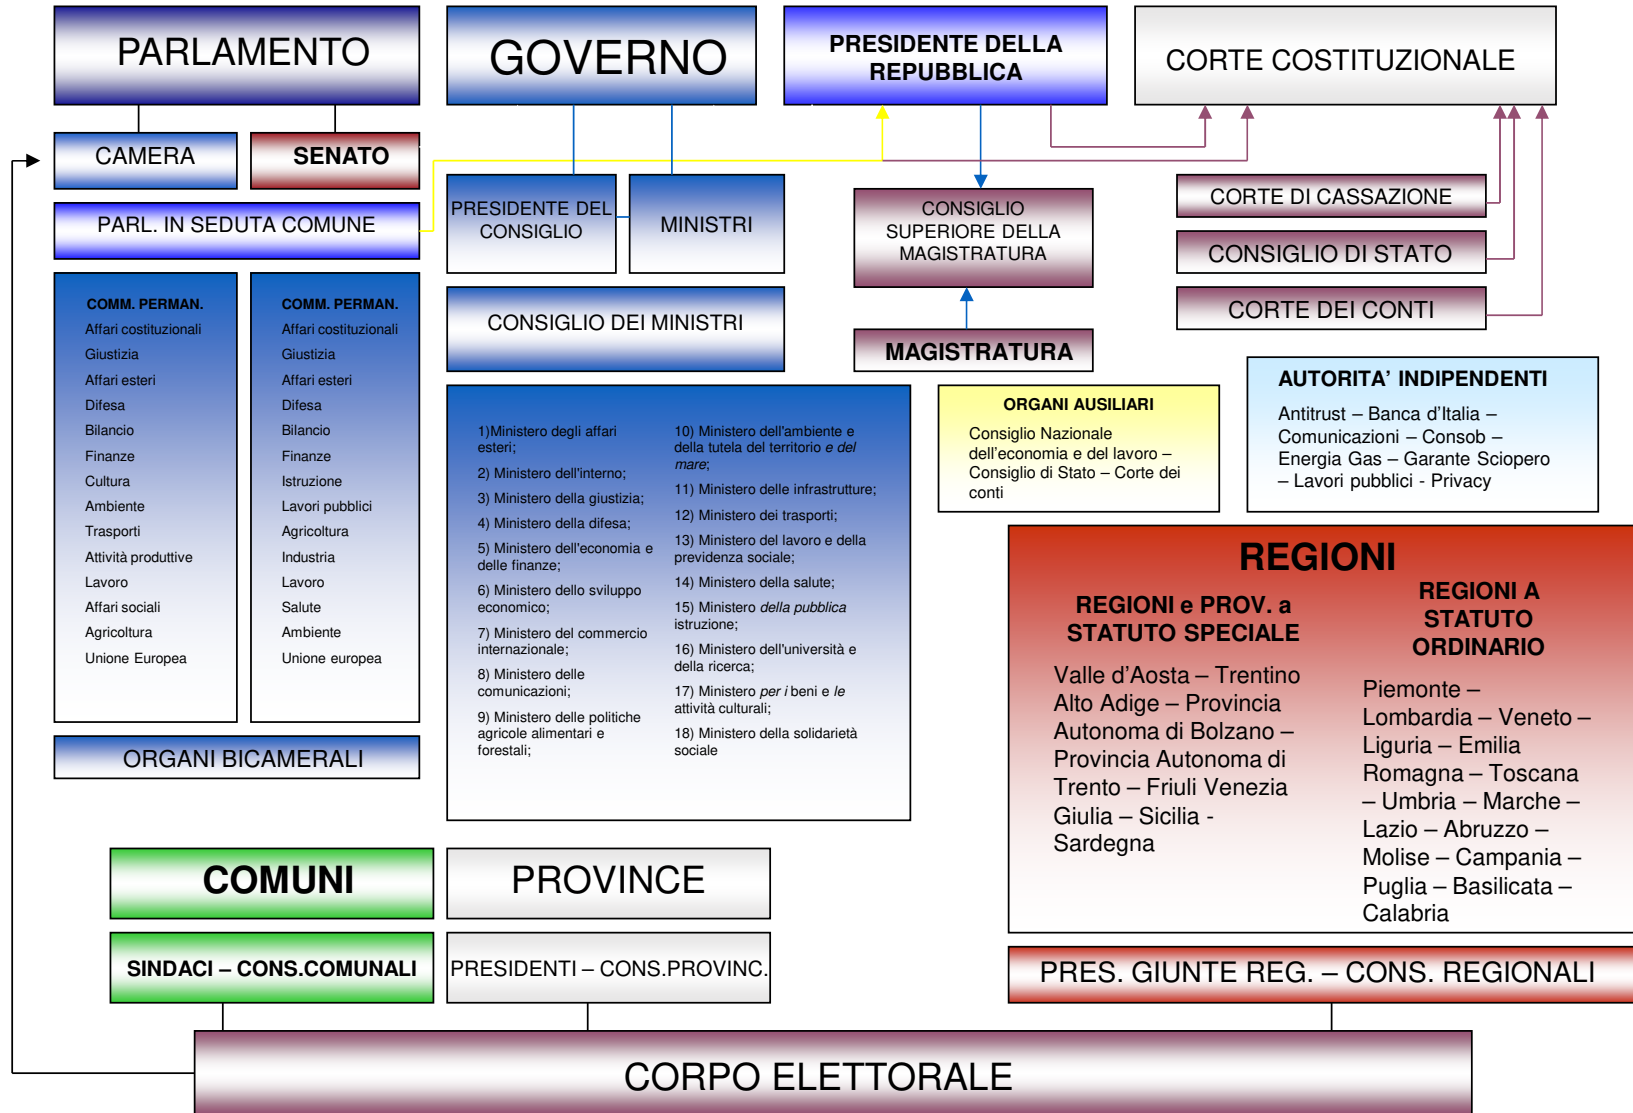 PARLAMENTO
GOVERNO
PRESIDENTE DELLA
REPUBBLICA
CORTE COSTITUZIONALE
CAMERA
SENATO
PARL. IN SEDUTA COMUNE
PRESIDENTE DEL
CONSIGLIO
MINISTRI
CONSIGLIO
SUPERIORE DELLA
MAGISTRATURA
CORTE DI CASSAZIONE
CONSIGLIO DI STATO
CORTE DEI CONTI
COMM. PERMAN.
Affari costituzionali
Giustizia
Affari esteri
Difesa
Bilancio
Finanze
Cultura
Ambiente
Trasporti
Attività produttive
Lavoro
Affari sociali
Agricoltura
Unione Europea
COMM. PERMAN.
Affari costituzionali
Giustizia
Affari esteri
Difesa
Bilancio
Finanze
Istruzione
Lavori pubblici
Agricoltura
Industria
Lavoro
Salute
Ambiente
Unione europea
ORGANI BICAMERALI
CONSIGLIO DEI MINISTRI
MAGISTRATURA
1)Ministero degli affari
esteri;
2) Ministero dell'interno;
3) Ministero della giustizia;
4) Ministero della difesa;
5) Ministero dell'economia e
delle finanze;
6) Ministero dello sviluppo
economico;
7) Ministero del commercio
internazionale;
8) Ministero delle
comunicazioni;
9) Ministero delle politiche
agricole alimentari e
forestali;
10) Ministero dell'ambiente e
della tutela del territorio e del
mare;
11) Ministero delle infrastrutture;
12) Ministero dei trasporti;
13) Ministero del lavoro e della
previdenza sociale;
14) Ministero della salute;
15) Ministero della pubblica
istruzione;
16) Ministero dell'università e
della ricerca;
17) Ministero per i beni e le
attività culturali;
18) Ministero della solidarietà
sociale
ORGANI AUSILIARI
Consiglio Nazionale
dell'economia e del lavoro –
Consiglio di Stato – Corte dei
conti
AUTORITA' INDIPENDENTI
Antitrust – Banca d'Italia –
Comunicazioni – Consob –
Energia Gas – Garante Sciopero
– Lavori pubblici - Privacy
REGIONI
REGIONI e PROV. a
STATUTO SPECIALE
Valle d'Aosta – Trentino
Alto Adige – Provincia
Autonoma di Bolzano –
Provincia Autonoma di
Trento – Friuli Venezia
Giulia – Sicilia -
Sardegna
REGIONI A
STATUTO
ORDINARIO
Piemonte –
Lombardia – Veneto –
Liguria – Emilia
Romagna – Toscana
– Umbria – Marche –
Lazio – Abruzzo –
Molise – Campania –
Puglia – Basilicata –
Calabria
COMUNI
PROVINCE
SINDACI – CONS.COMUNALI
PRESIDENTI – CONS.PROVINC.
PRES. GIUNTE REG. – CONS. REGIONALI
CORPO ELETTORALE